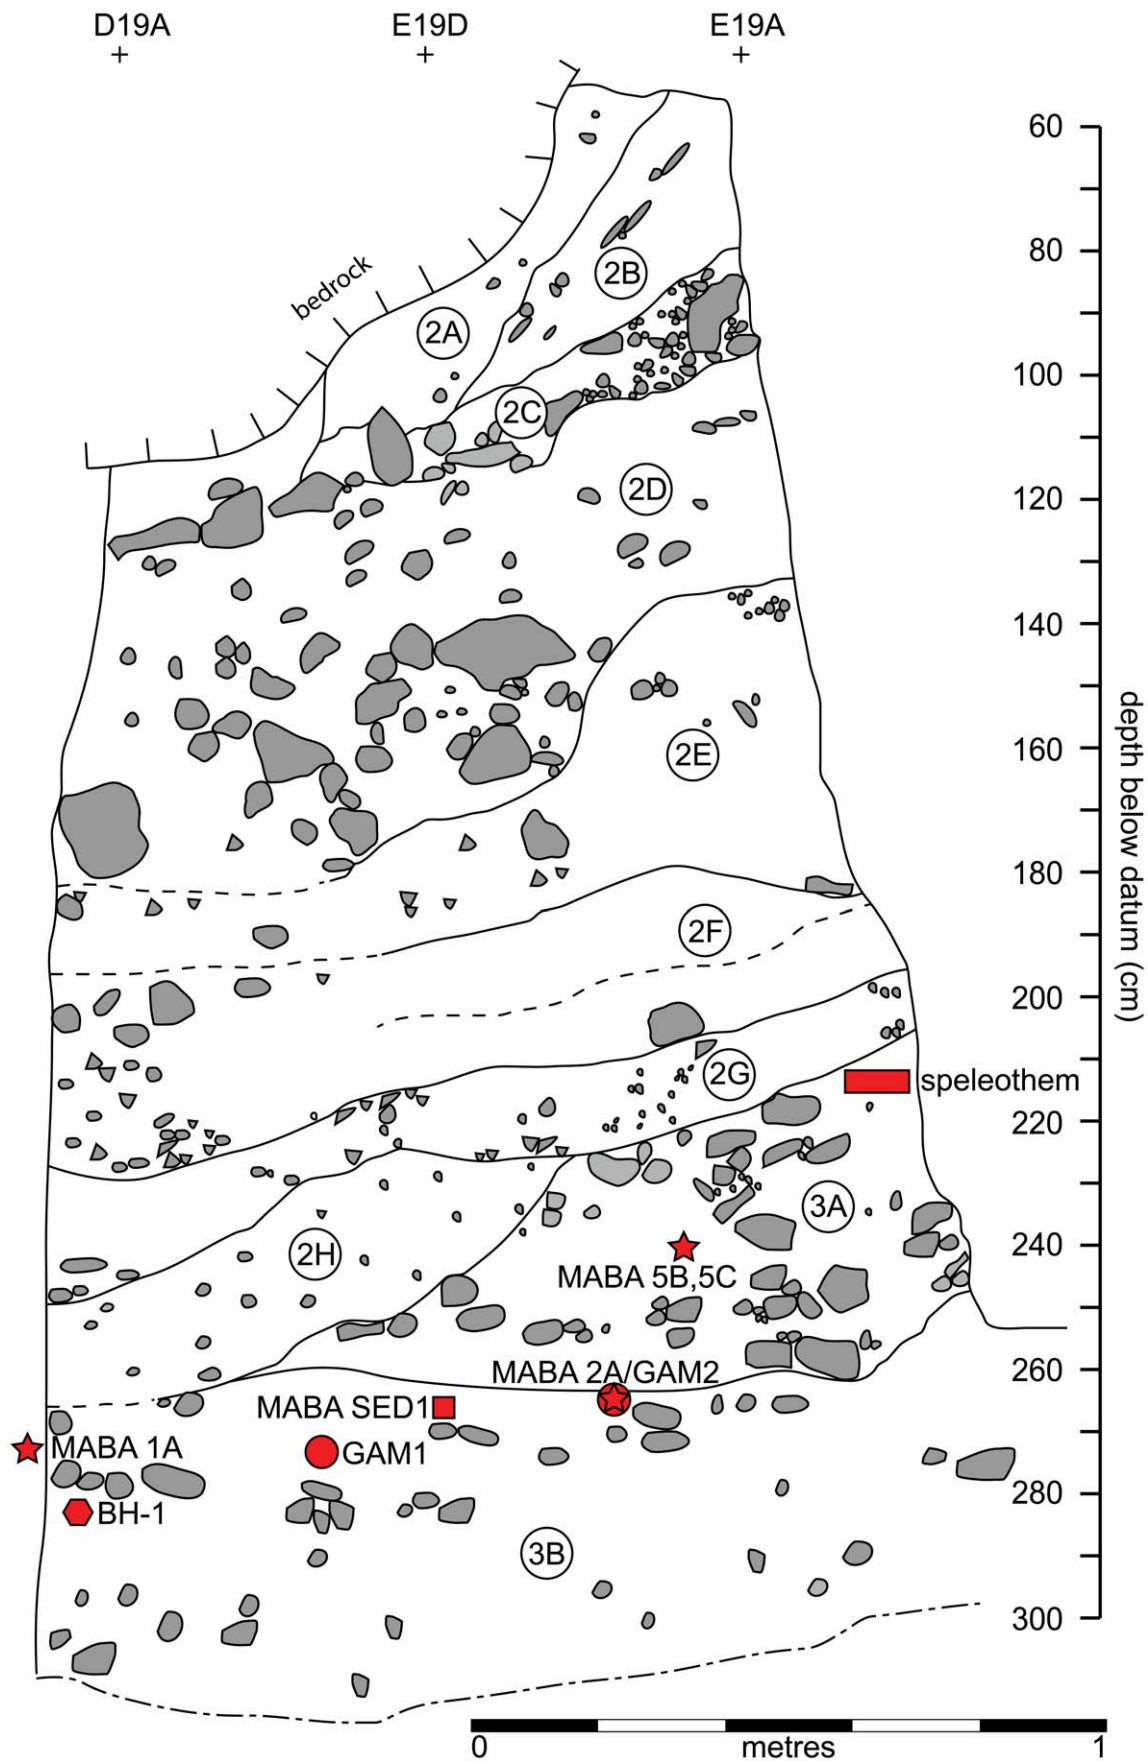 D19A E19D E19A
+ + +
60
bedrock
2B
80
2A
100
2C
2D
120
140
2E
160
depth below datum (cm)
180
2F
200
2G
speleothem
220
3A
2H
240
MABA 5B,5C
260
MABA 2A/GAM2
MABA SED1
MABA 1A
GAM1
280
BH-1
3B
300
0 metres 1